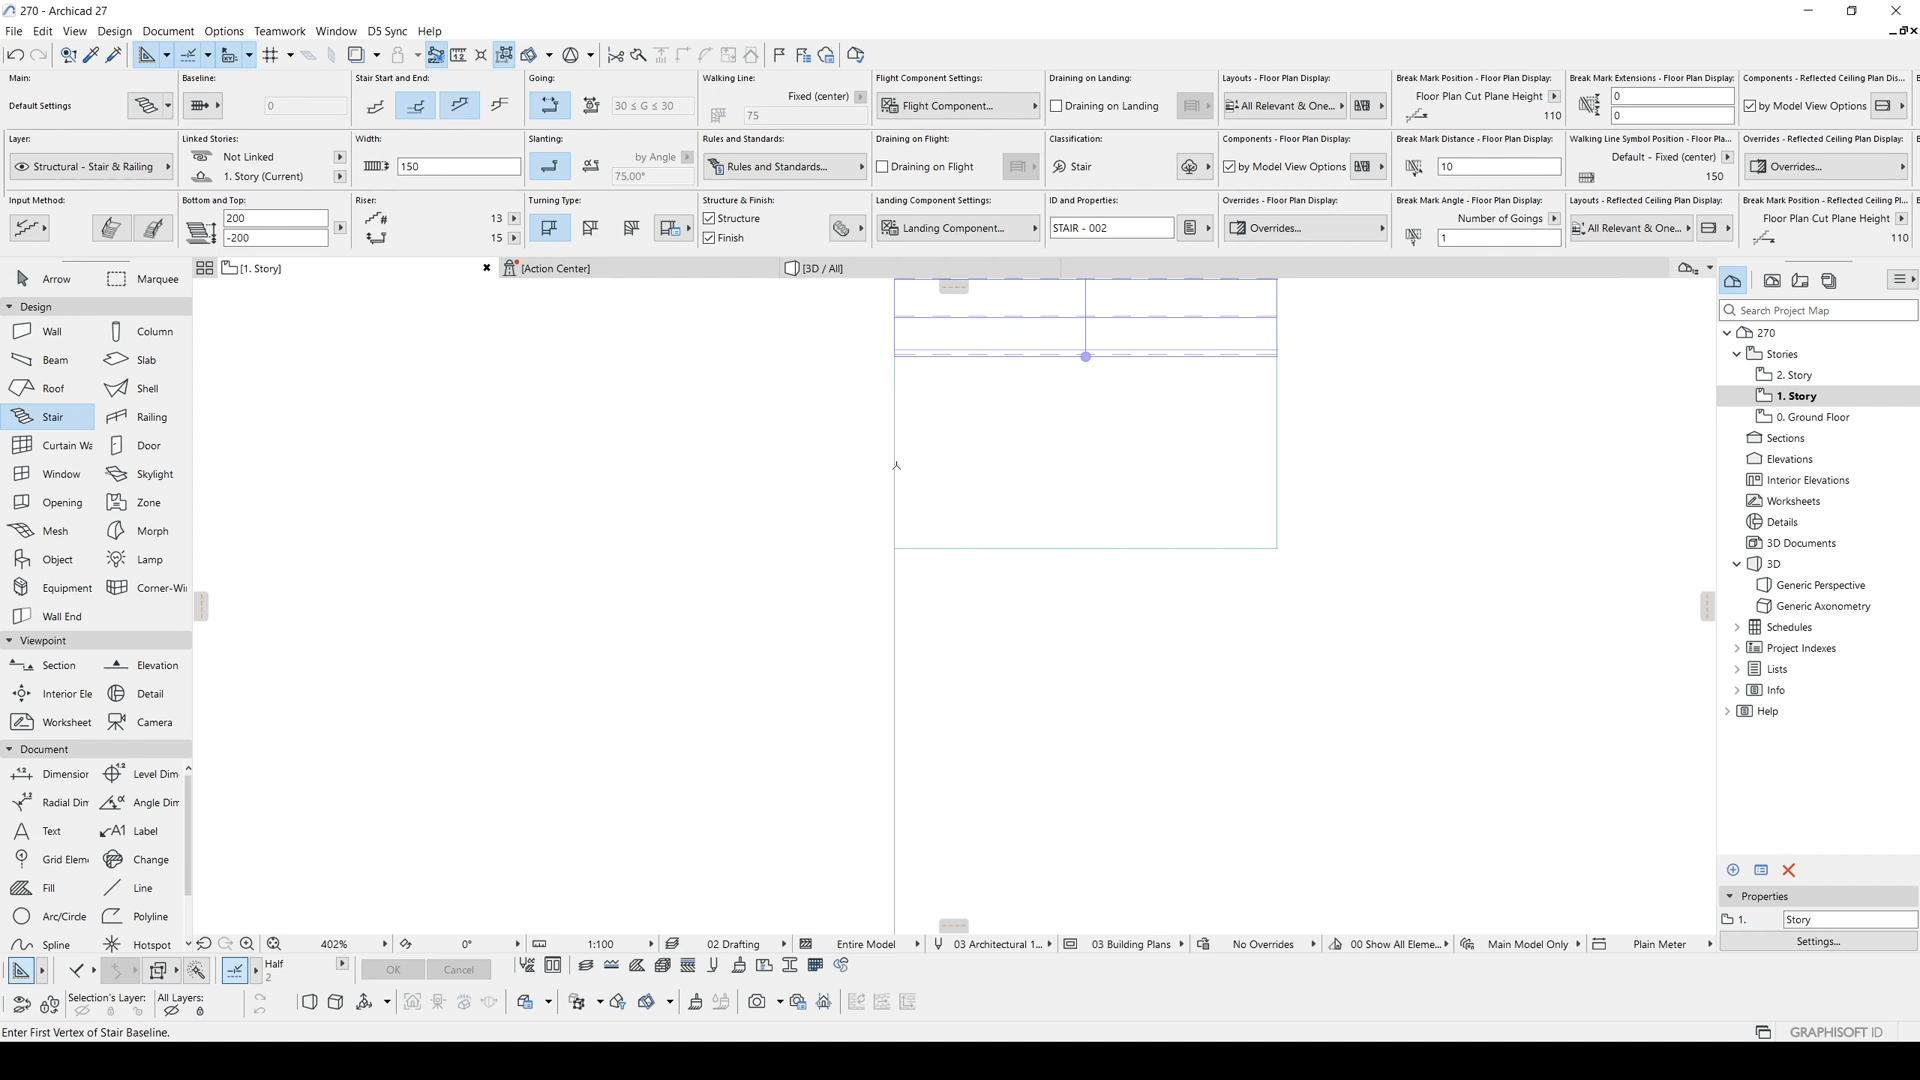 270 - Archicad 27
File Edit View Design Document Options Teamwork Window D5 Sync Help
Main: Baseline: Stair Start and End: Going: Walking Line: Flight Component Settings: Draining on Landing: Layouts - Floor Plan Display: Break Mark Position - Floor Plan Display: Break Mark Extensions - Floor Plan Display: Components - Reflected Ceiling Plan Dis...
Default Settings 0 30 ≤ G ≤ 30 Fixed (center) 75 Flight Component... Draining on Landing All Relevant & One... Floor Plan Cut Plane Height 110 0 0 by Model View Options
Layer: Linked Stories: Width: Slanting: Rules and Standards: Draining on Flight: Classification: Components - Floor Plan Display: Break Mark Distance - Floor Plan Display: Walking Line Symbol Position - Floor Pla... Overrides - Reflected Ceiling Plan Display:
Structural - Stair & Railing Not Linked 1. Story (Current) 150 by Angle 75,00° Rules and Standards... Draining on Flight Stair by Model View Options 10 Default - Fixed (center) 150 Overrides...
Input Method: Bottom and Top: Riser: Turning Type: Structure & Finish: Landing Component Settings: ID and Properties: Overrides - Floor Plan Display: Break Mark Angle - Floor Plan Display: Layouts - Reflected Ceiling Plan Display: Break Mark Position - Reflected Ceiling Pl...
200 -200 13 15 Structure Finish Landing Component... STAIR - 002 Overrides... Number of Goings 1 All Relevant & One... Floor Plan Cut Plane Height 110
[1. Story] [Action Center] [3D / All]
Arrow Marquee
Design
Wall Column
Beam Slab
Roof Shell
Stair Railing
Curtain Wa Door
Window Skylight
Opening Zone
Mesh Morph
Object Lamp
Equipment Corner-Wi
Wall End
Viewpoint
Section Elevation
Interior Ele Detail
Worksheet Camera
Document
Dimension Level Dim
Radial Dim Angle Dim
Text Label
Grid Elem Change
Fill Line
Arc/Circle Polyline
Spline Hotspot
Search Project Map
270
Stories
2. Story
1. Story
0. Ground Floor
Sections
Elevations
Interior Elevations
Worksheets
Details
3D Documents
3D
Generic Perspective
Generic Axonometry
Schedules
Project Indexes
Lists
Info
Help
Properties
1. Story
Settings...
402% 0° 1:100 02 Drafting Entire Model 03 Architectural 1... 03 Building Plans No Overrides 00 Show All Eleme... Main Model Only Plain Meter
Half 2 OK Cancel
Selection's Layer: All Layers:
Enter First Vertex of Stair Baseline.
GRAPHISOFT ID